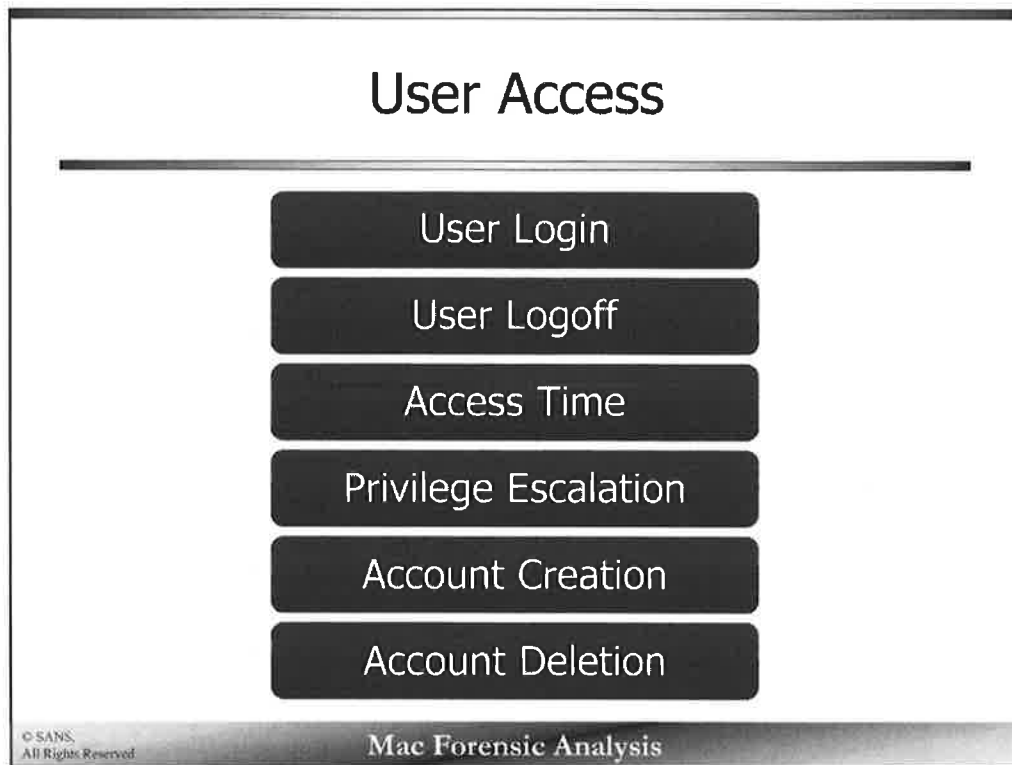 User Access
User Login
User Logoff
Access Time
Privilege Escalation
Account Creation
Account Deletion
© SANS,
All Rights Reserved
Mac Forensic Analysis